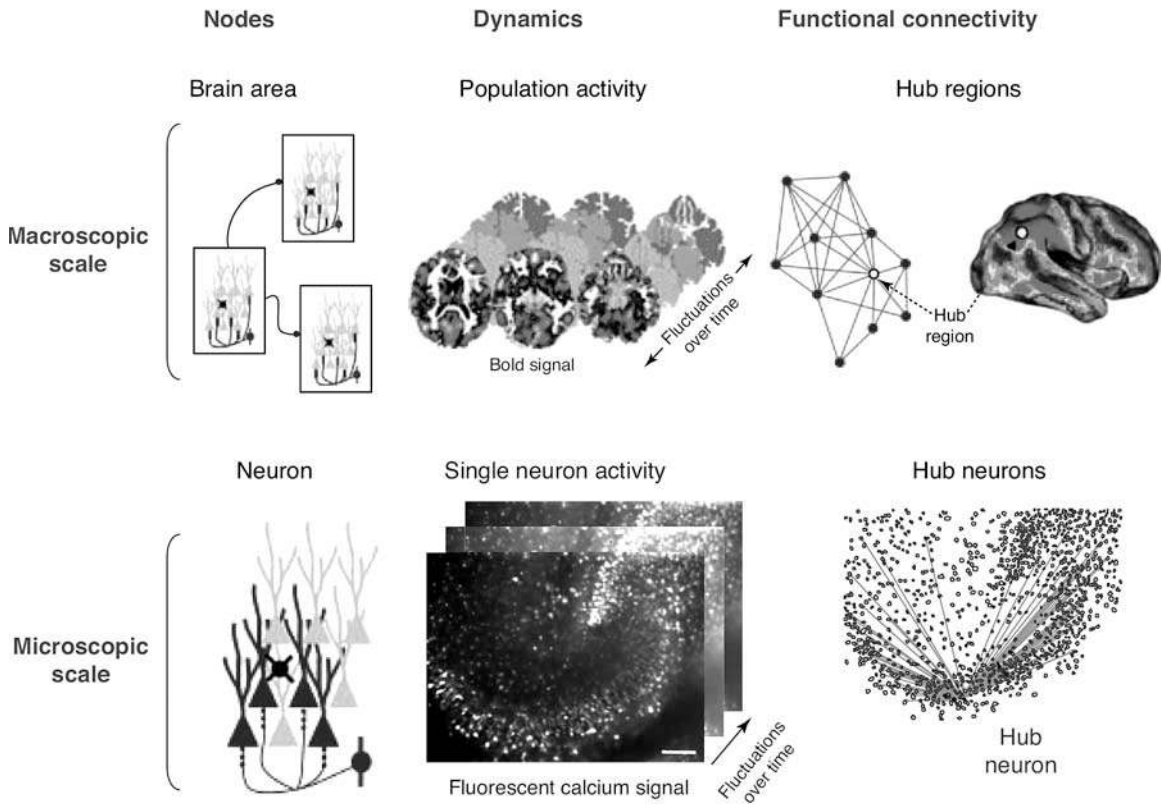 Nodes
Dynamics
Functional connectivity
Brain area
Population activity
Hub regions
Macroscopic
scale
Fluctuations
over time
Bold signal
Hub
region
Neuron
Single neuron activity
Hub neurons
Microscopic
scale
Fluctuations
over time
Fluorescent calcium signal
Hub
neuron